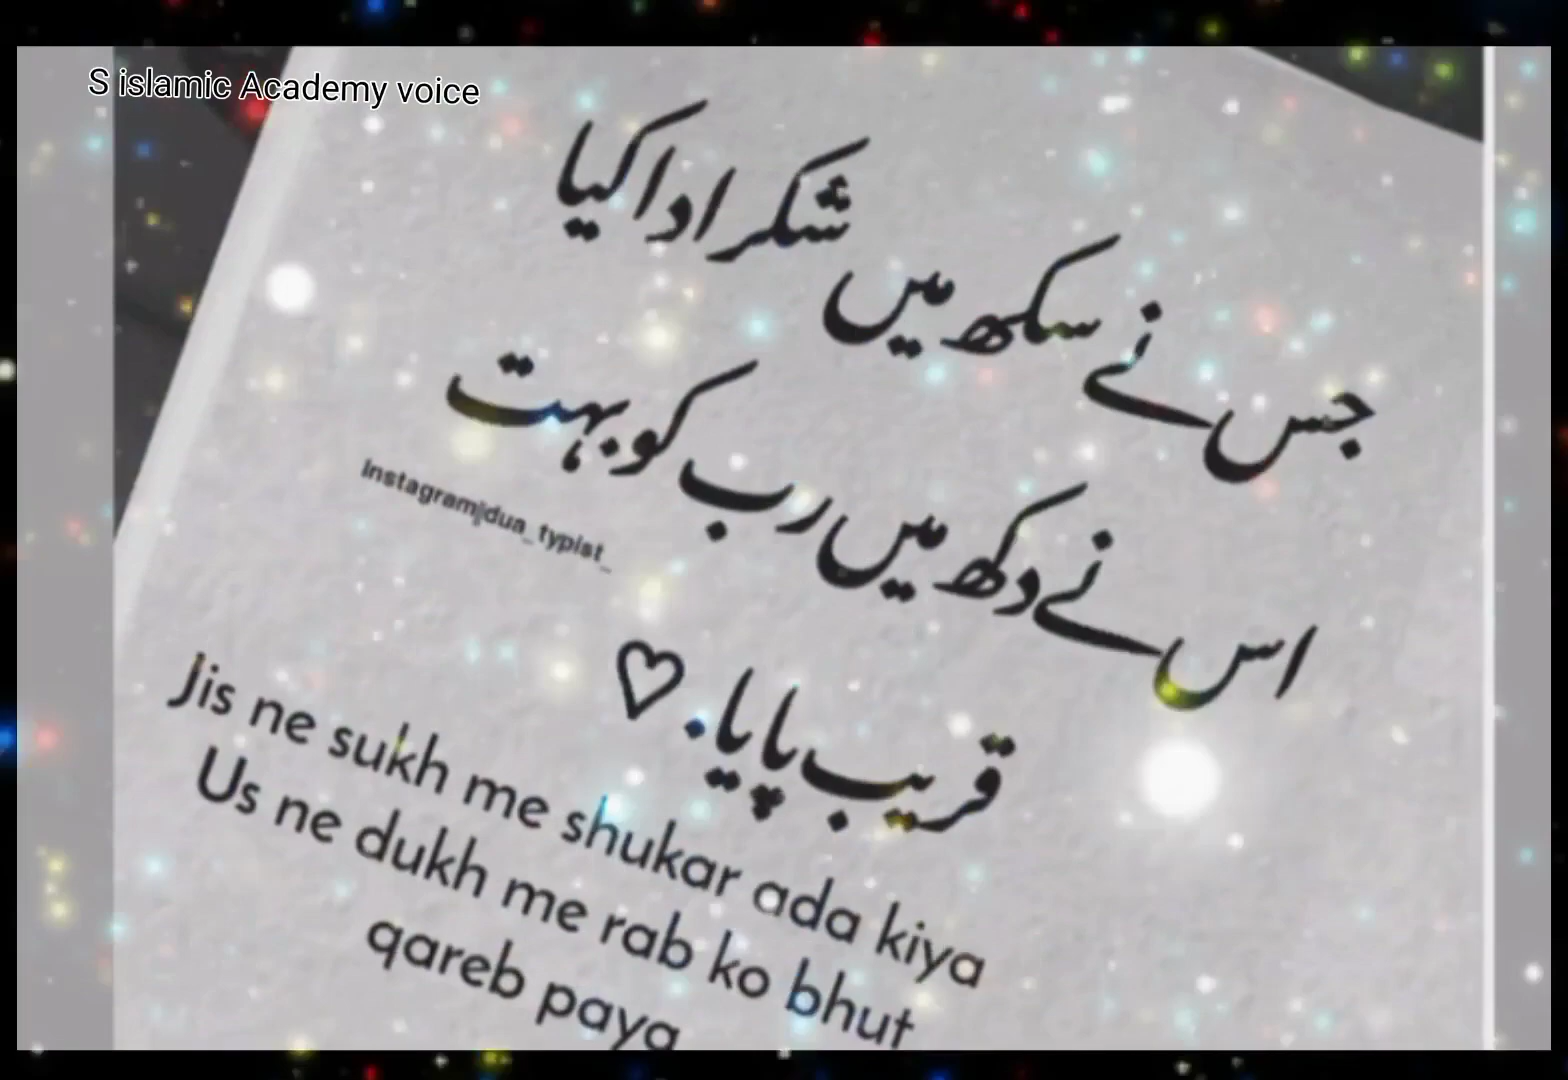 S islamic Academy voice
جس نے سکھ میں شکر ادا کیا
اس نے دکھ میں رب کو بہت
قریب پایا.♡
Instagram|dua_typist_
Jis ne sukh me shukar ada kiya
Us ne dukh me rab ko bhut
qareb paya